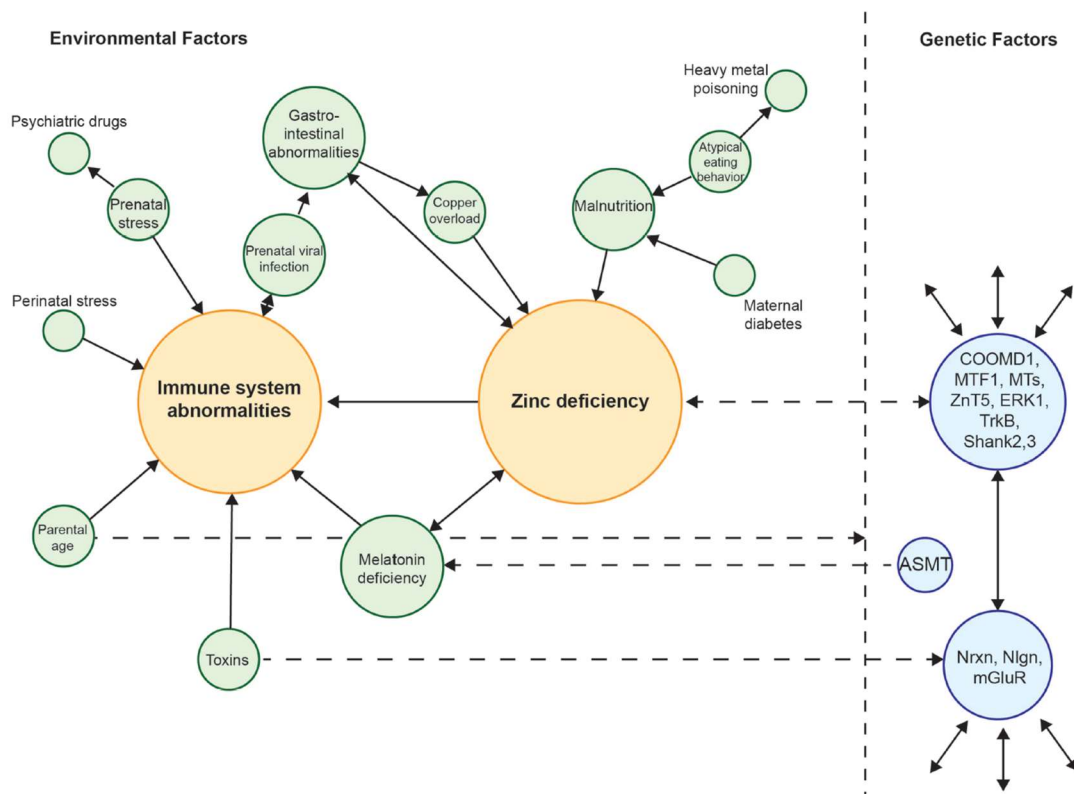 Environmental Factors
Genetic Factors
Heavy metal
poisoning
Psychiatric drugs
Gastro-
intestinal
abnormalities
Atypical
eating
behavior
Prenatal
stress
Copper
overload
Malnutrition
Prenatal viral
infection
Perinatal stress
Maternal
diabetes
Immune system
abnormalities
Zinc deficiency
COOMD1,
MTF1, MTs,
ZnT5, ERK1,
TrkB,
Shank2,3
Parental
age
Melatonin
deficiency
ASMT
Toxins
Nrxn, Nlgn,
mGluR